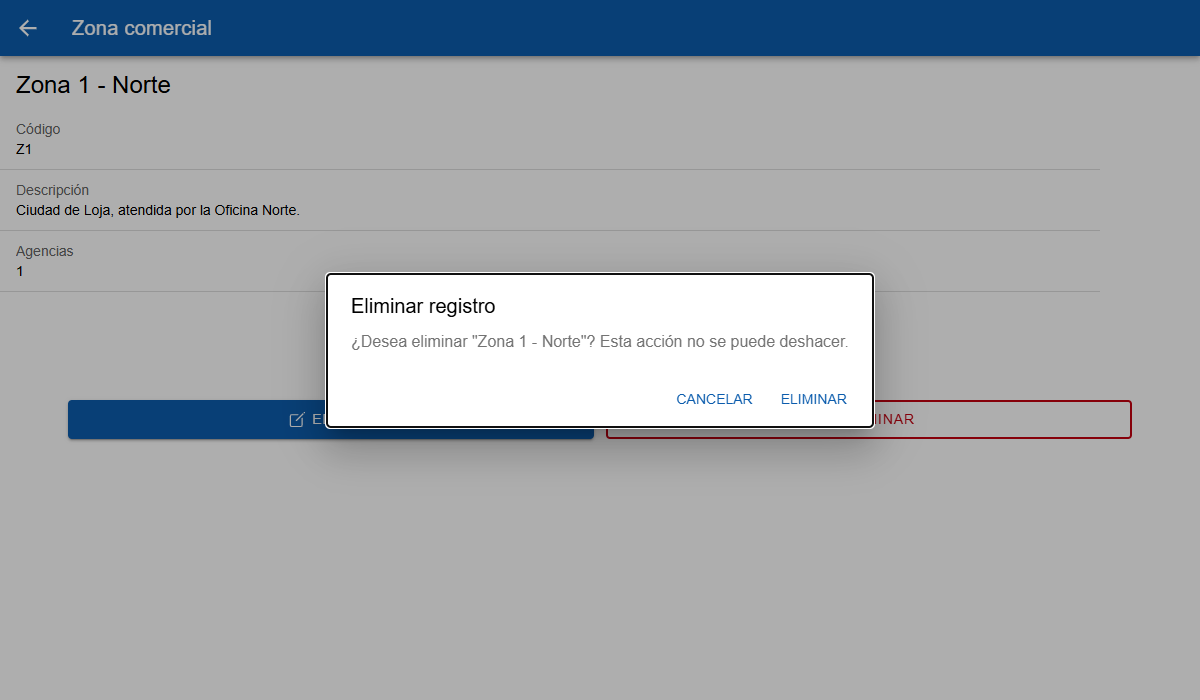 Zona comercial
Zona 1 - Norte
Código
Z1
Descripción
Ciudad de Loja, atendida por la Oficina Norte.
Agencias
1
Eliminar registro
¿Desea eliminar "Zona 1 - Norte"? Esta acción no se puede deshacer.
CANCELAR
ELIMINAR